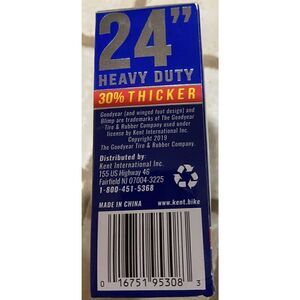 24"
HEAVY DUTY
30% THICKER
Goodyear (and winged foot design) and
Blimp are trademarks of The Goodyear
Tire & Rubber Company used under
license by Kent International Inc.
Copyright 2019
The Goodyear Tire & Rubber Company.
Distributed by:
Kent International Inc.
155 US Highway 46
Fairfield NJ 07004-3225
1-800-451-5368
MADE IN CHINA
www.kent.bike
0 16751 95308 3